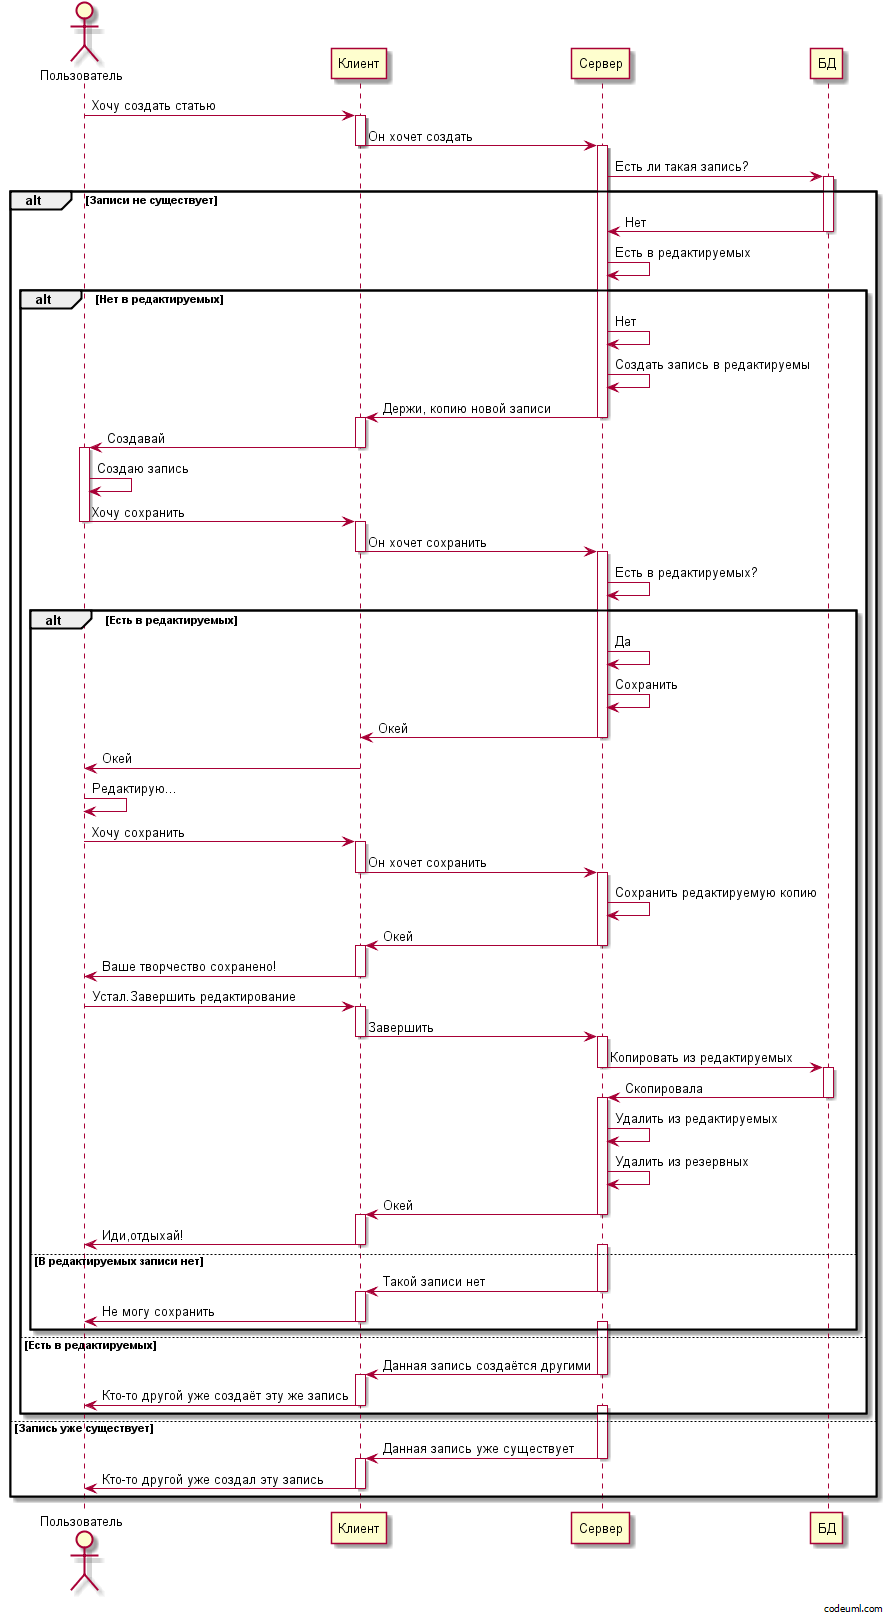 Пользователь
Клиент
Сервер
БД
Хочу создать статью
Он хочет создать
Есть ли такая запись?
alt
[Записи не существует]
Нет
Есть в редактируемых
alt
[Нет в редактируемых]
Нет
Создать запись в редактируемы
Держи, копию новой записи
Создавай
Создаю запись
Хочу сохранить
Он хочет сохранить
Есть в редактируемых?
alt
[Есть в редактируемых]
Да
Сохранить
Окей
Окей
Редактирую...
Хочу сохранить
Он хочет сохранить
Сохранить редактируемую копию
Окей
Ваше творчество сохранено!
Устал.Завершить редактирование
Завершить
Копировать из редактируемых
Скопировала
Удалить из редактируемых
Удалить из резервных
Окей
Иди,отдыхай!
[В редактируемых записи нет]
Такой записи нет
Не могу сохранить
[Есть в редактируемых]
Данная запись создаётся другими
Кто-то другой уже создаёт эту же запись
[Запись уже существует]
Данная запись уже существует
Кто-то другой уже создал эту запись
Пользователь
Клиент
Сервер
БД
codeuml.com